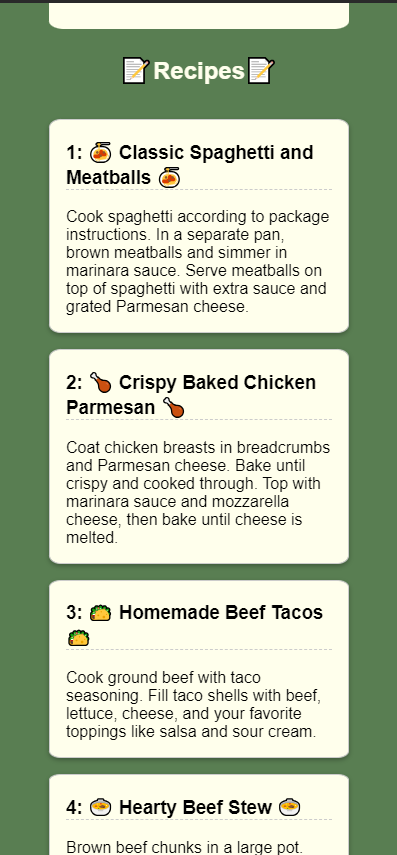 📝Recipes📝
1: 🍝 Classic Spaghetti and
Meatballs 🍝
Cook spaghetti according to package
instructions. In a separate pan,
brown meatballs and simmer in
marinara sauce. Serve meatballs on
top of spaghetti with extra sauce and
grated Parmesan cheese.
2: 🍗 Crispy Baked Chicken
Parmesan 🍗
Coat chicken breasts in breadcrumbs
and Parmesan cheese. Bake until
crispy and cooked through. Top with
marinara sauce and mozzarella
cheese, then bake until cheese is
melted.
3: 🌮 Homemade Beef Tacos
🌮
Cook ground beef with taco
seasoning. Fill taco shells with beef,
lettuce, cheese, and your favorite
toppings like salsa and sour cream.
4: 🍲 Hearty Beef Stew 🍲
Brown beef chunks in a large pot.